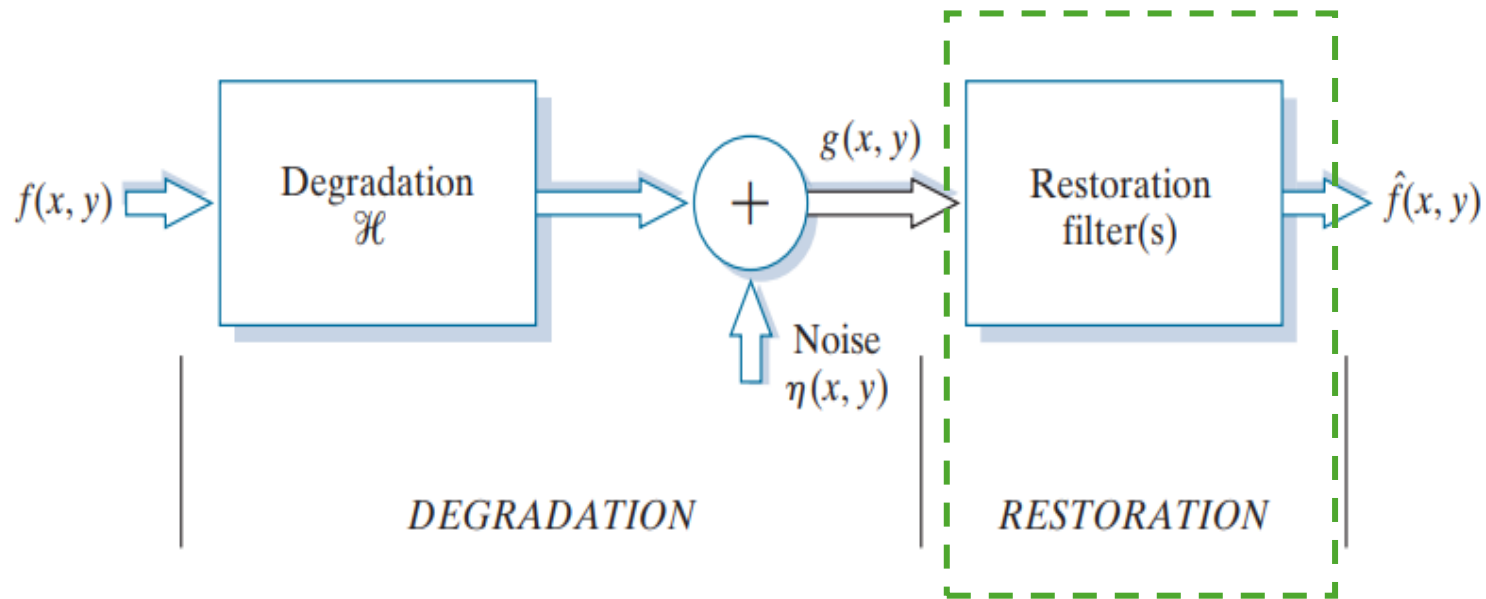 f(x, y)
Degradation
ℋ
+
Noise
η(x, y)
g(x, y)
Restoration
filter(s)
f̂(x, y)
DEGRADATION
RESTORATION